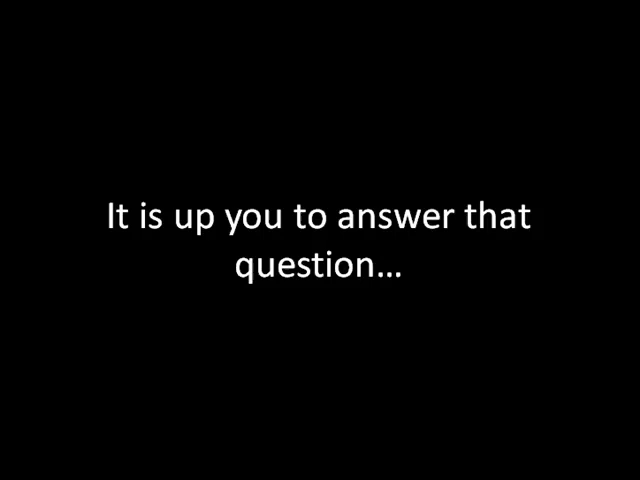 It is up you to answer that
question…